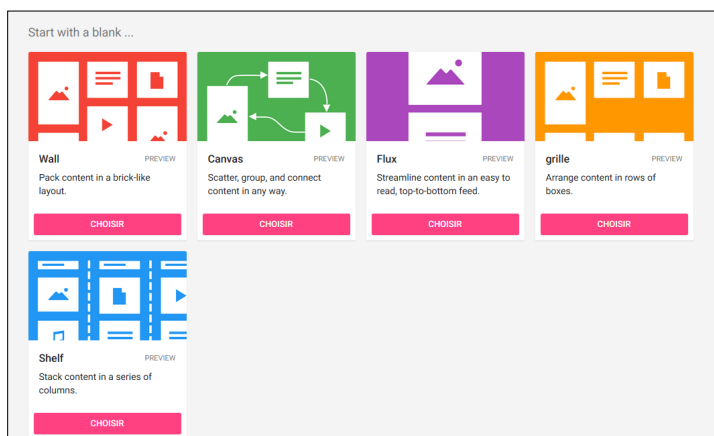 Start with a blank ...
Wall PREVIEW
Pack content in a brick-like
layout.
CHOISIR
Canvas PREVIEW
Scatter, group, and connect
content in any way.
CHOISIR
Flux PREVIEW
Streamline content in an easy to
read, top-to-bottom feed.
CHOISIR
grille PREVIEW
Arrange content in rows of
boxes.
CHOISIR
Shelf PREVIEW
Stack content in a series of
columns.
CHOISIR